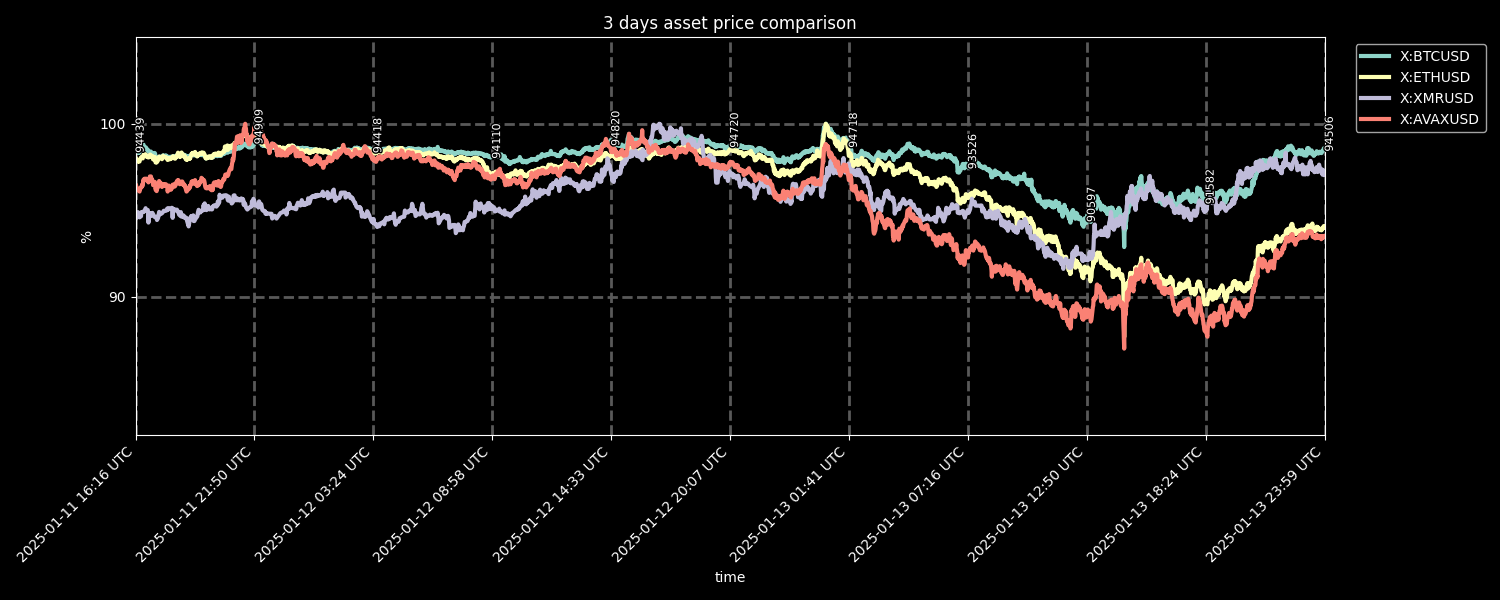 3 days asset price comparison
X:BTCUSD
X:ETHUSD
X:XMRUSD
X:AVAXUSD
100
90
%
94439
94909
94418
94110
94820
94720
94718
93526
90597
91582
94506
2025-01-11 16:16 UTC
2025-01-11 21:50 UTC
2025-01-12 03:24 UTC
2025-01-12 08:58 UTC
2025-01-12 14:33 UTC
2025-01-12 20:07 UTC
2025-01-13 01:41 UTC
2025-01-13 07:16 UTC
2025-01-13 12:50 UTC
2025-01-13 18:24 UTC
2025-01-13 23:59 UTC
time